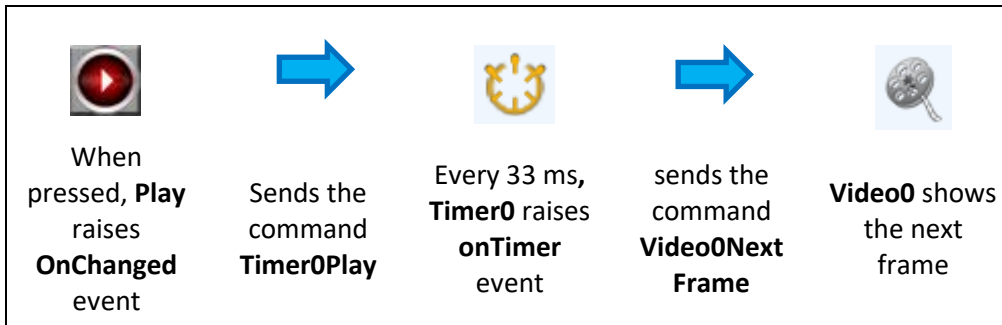 When
pressed, Play
raises
OnChanged
event
Sends the
command
Timer0Play
Every 33 ms,
Timer0 raises
onTimer
event
sends the
command
Video0Next
Frame
Video0 shows
the next
frame